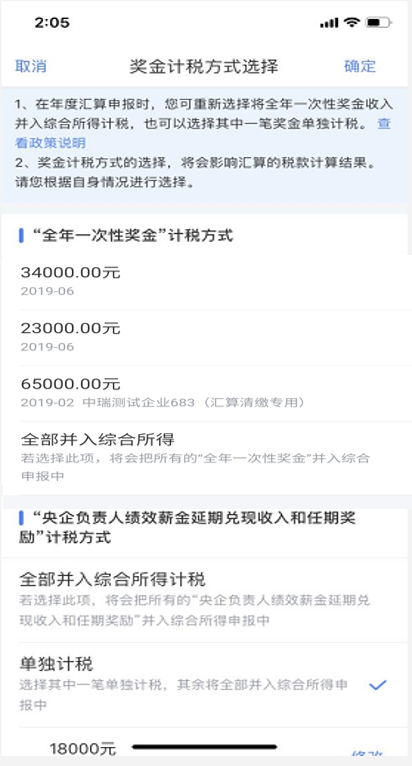 2:05
取消
奖金计税方式选择
确定
1、在年度汇算申报时，您可重新选择将全年一次性奖金收入
并入综合所得计税，也可以选择其中一笔奖金单独计税。 查
看政策说明
2、奖金计税方式的选择，将会影响汇算的税款计算结果。
请您根据自身情况进行选择。
“全年一次性奖金”计税方式
34000.00元
2019-06
23000.00元
2019-06
65000.00元
2019-02 中瑞测试企业683（汇算清缴专用）
全部并入综合所得
若选择此项，将会把所有的“全年一次性奖金”并入综合
申报中
“央企负责人绩效薪金延期兑现收入和任期奖
励”计税方式
全部并入综合所得计税
若选择此项，将会把所有的“央企负责人绩效薪金延期兑
现收入和任期奖励”并入综合所得申报中
单独计税
选择其中一笔单独计税，其余将全部并入综合所得申
报中
18000元
修改